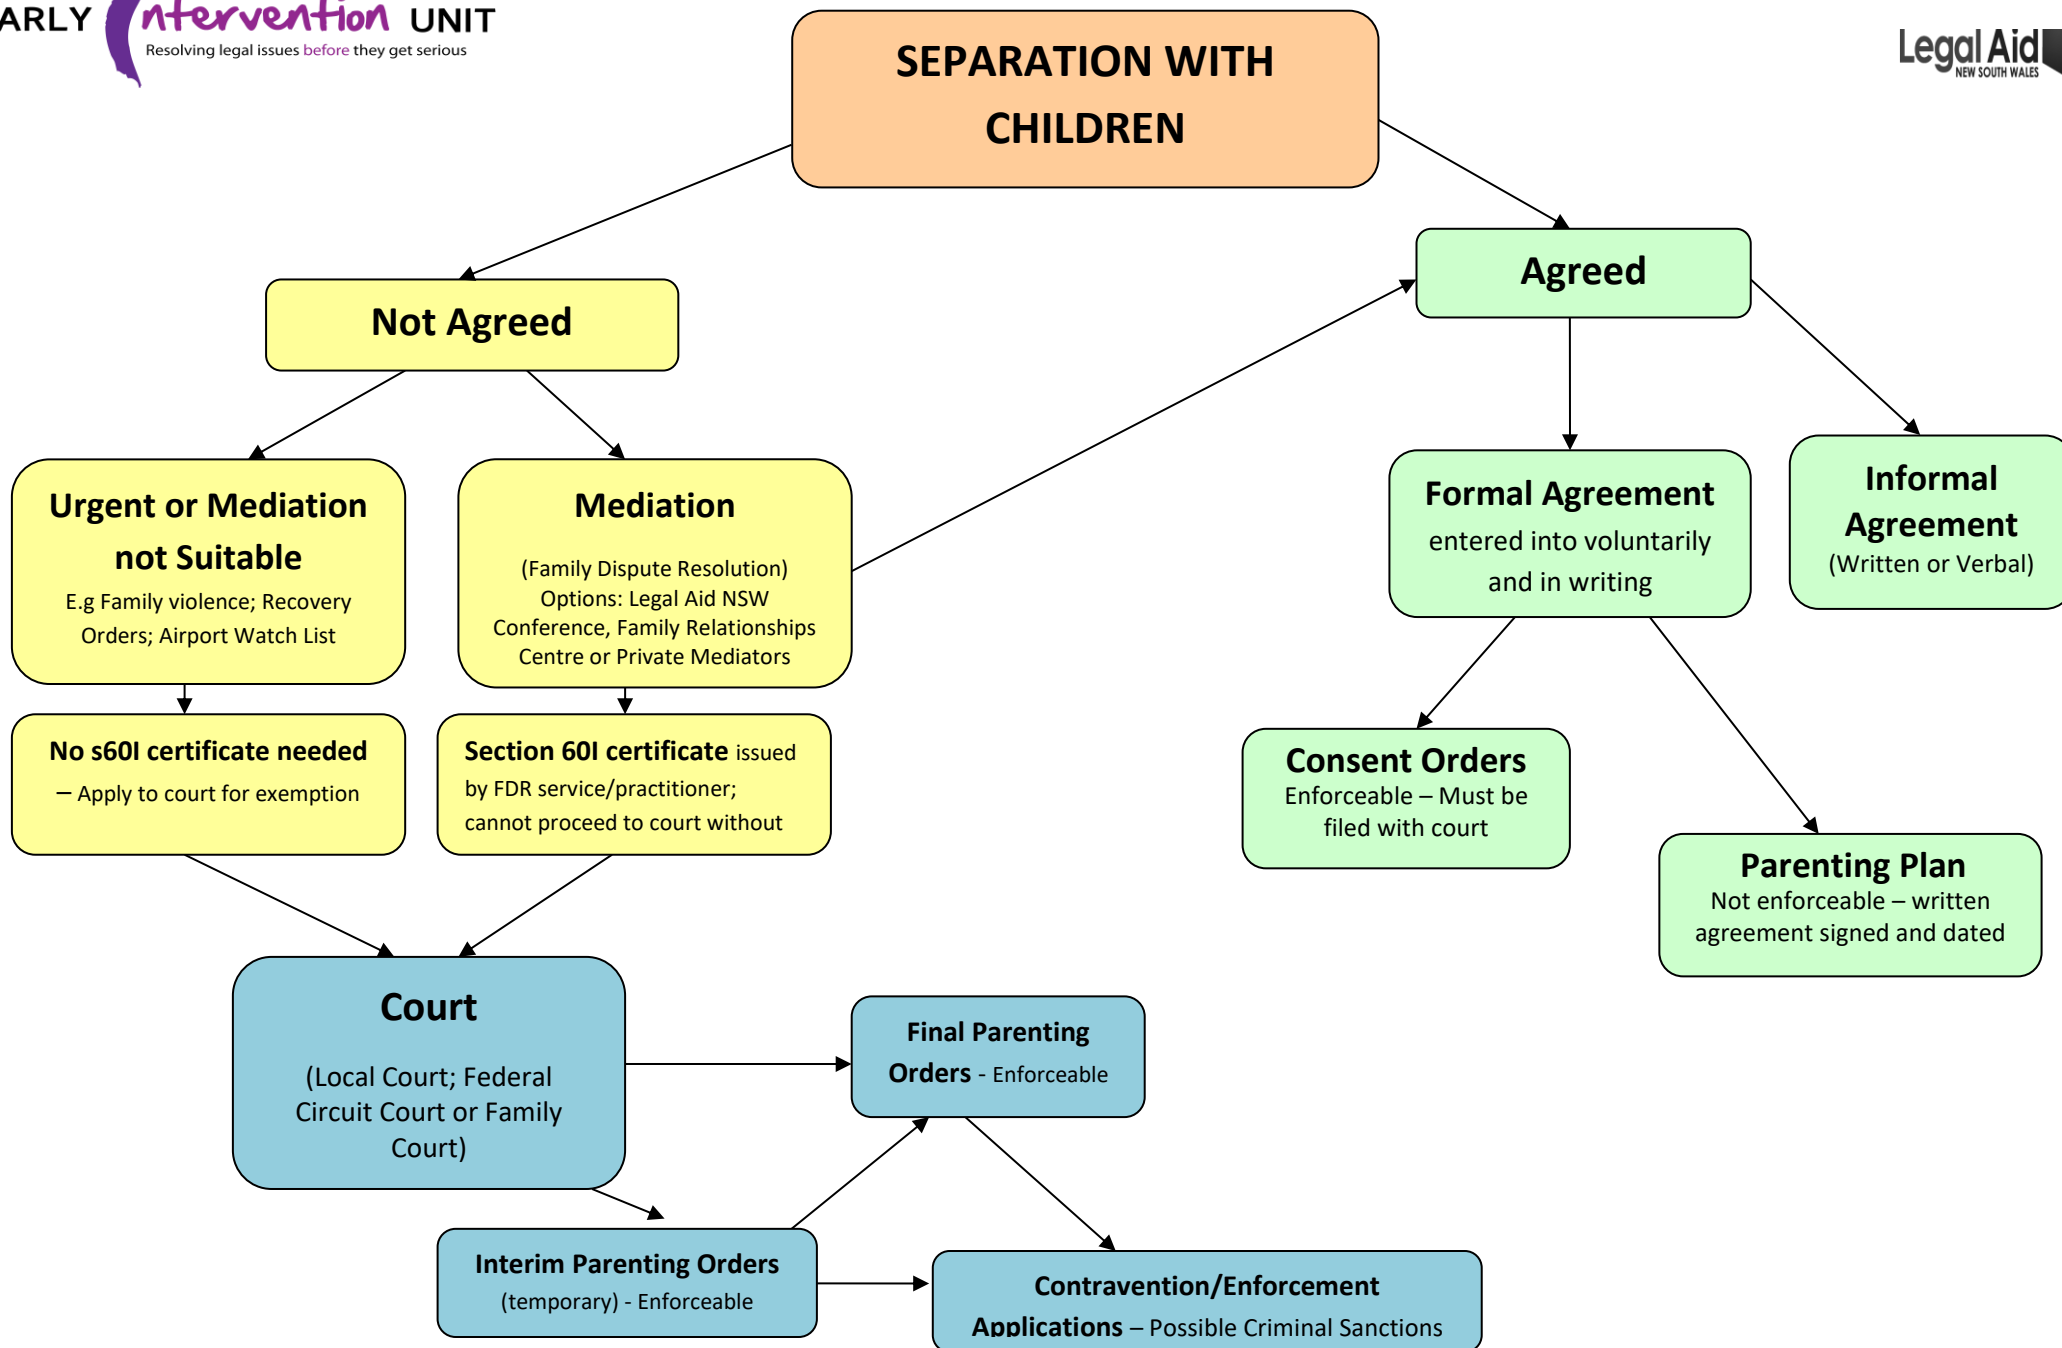 ARLY intervention UNIT
Resolving legal issues before they get serious
Legal Aid
NEW SOUTH WALES
SEPARATION WITH
CHILDREN
Not Agreed
Agreed
Urgent or Mediation
not Suitable
E.g Family violence; Recovery
Orders; Airport Watch List
Mediation
(Family Dispute Resolution)
Options: Legal Aid NSW
Conference, Family Relationships
Centre or Private Mediators
Formal Agreement
entered into voluntarily
and in writing
Informal
Agreement
(Written or Verbal)
No s60I certificate needed
– Apply to court for exemption
Section 60I certificate issued
by FDR service/practitioner;
cannot proceed to court without
Consent Orders
Enforceable – Must be
filed with court
Parenting Plan
Not enforceable – written
agreement signed and dated
Court
(Local Court; Federal
Circuit Court or Family
Court)
Final Parenting
Orders - Enforceable
Interim Parenting Orders
(temporary) - Enforceable
Contravention/Enforcement
Applications – Possible Criminal Sanctions